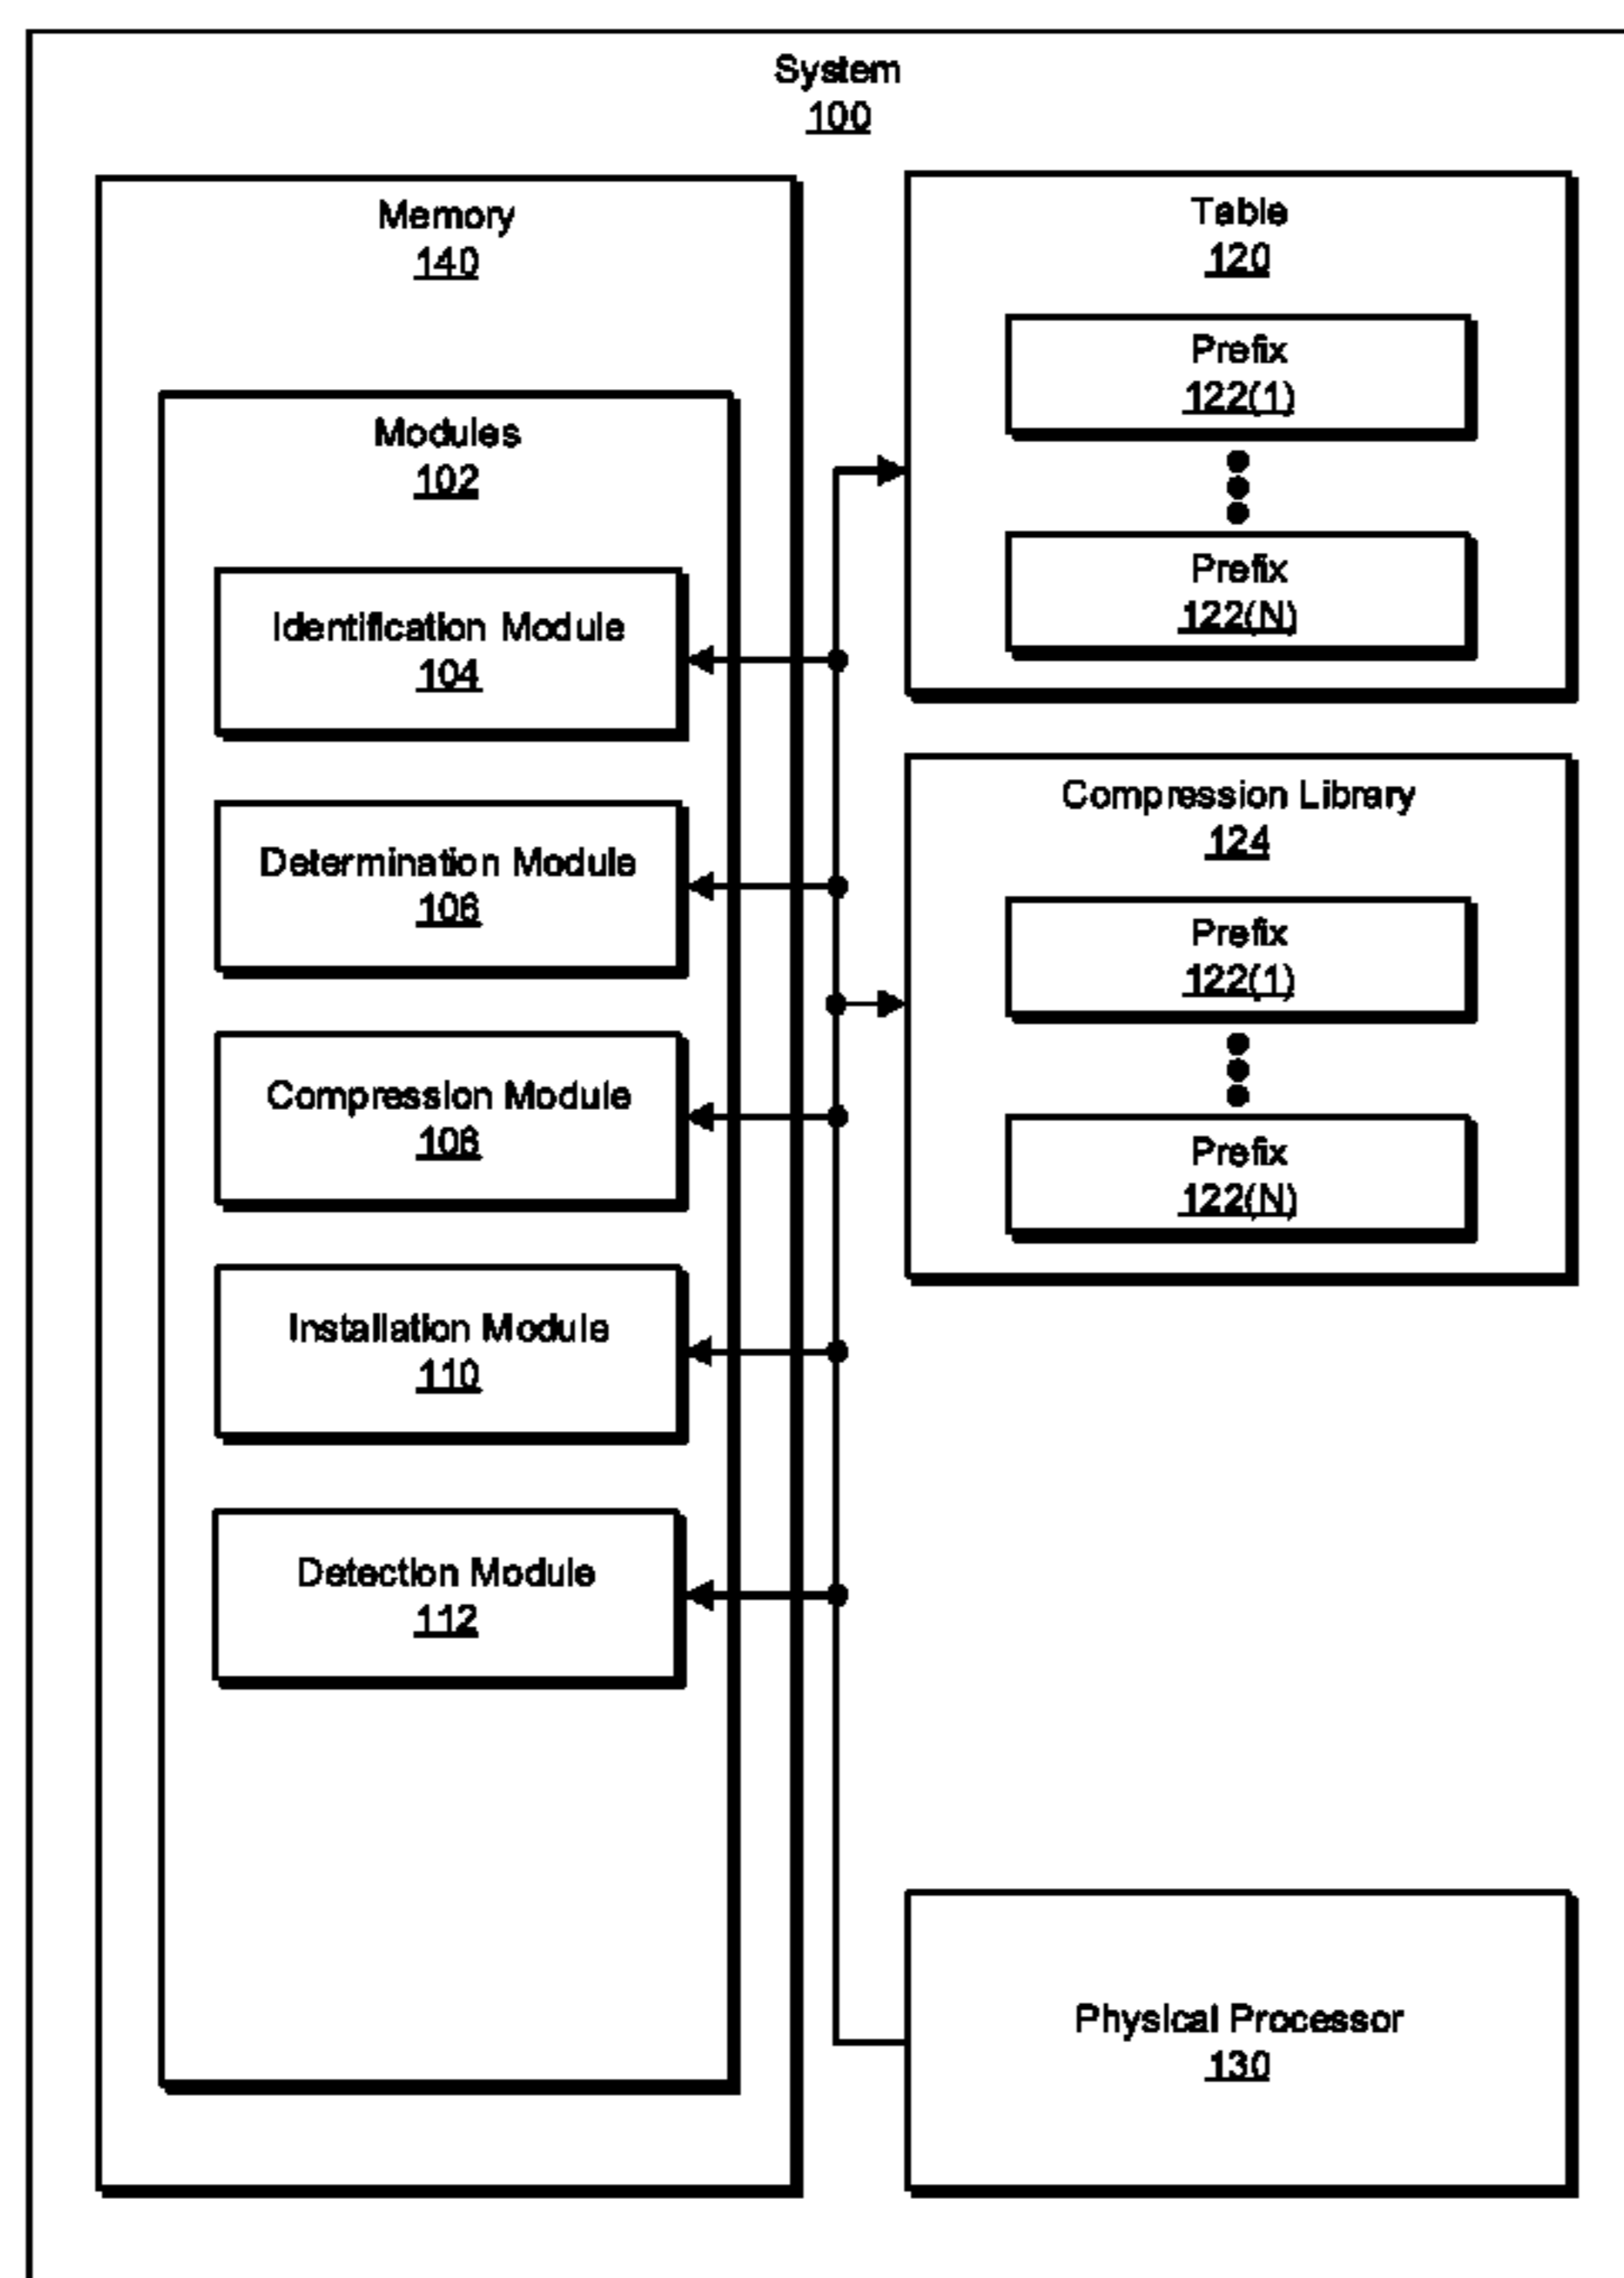 System
100
Memory
140
Modules
102
Identification Module
104
Determination Module
106
Compression Module
108
Installation Module
110
Detection Module
112
Table
120
Prefix
122(1)
Prefix
122(N)
Compression Library
124
Prefix
122(1)
Prefix
122(N)
Physical Processor
130